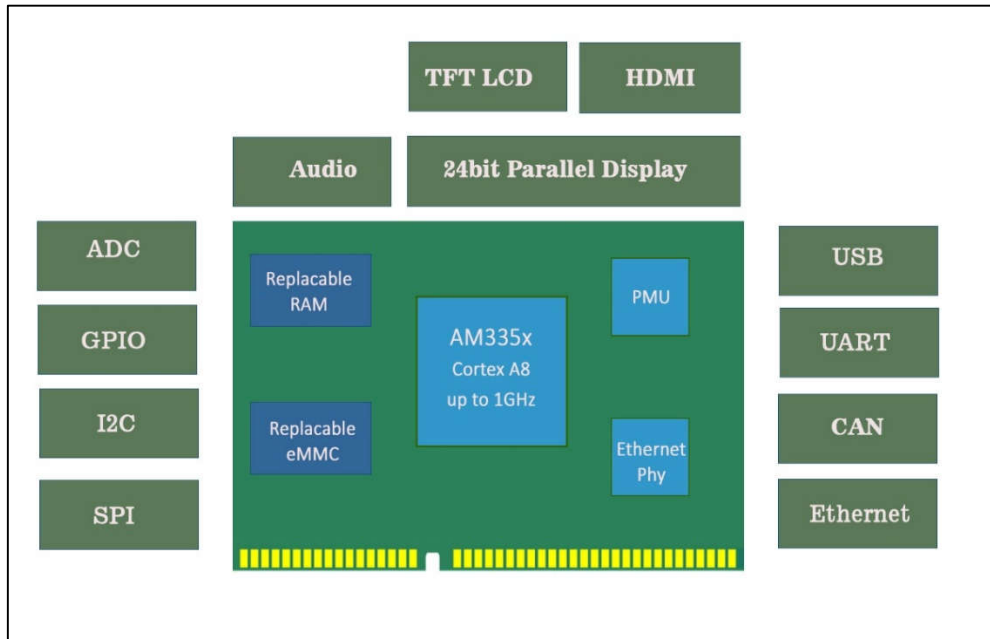 TFT LCD
HDMI
Audio
24bit Parallel Display
ADC
GPIO
I2C
SPI
Replacable
RAM
Replacable
eMMC
AM335x
Cortex A8
up to 1GHz
PMU
Ethernet
Phy
USB
UART
CAN
Ethernet